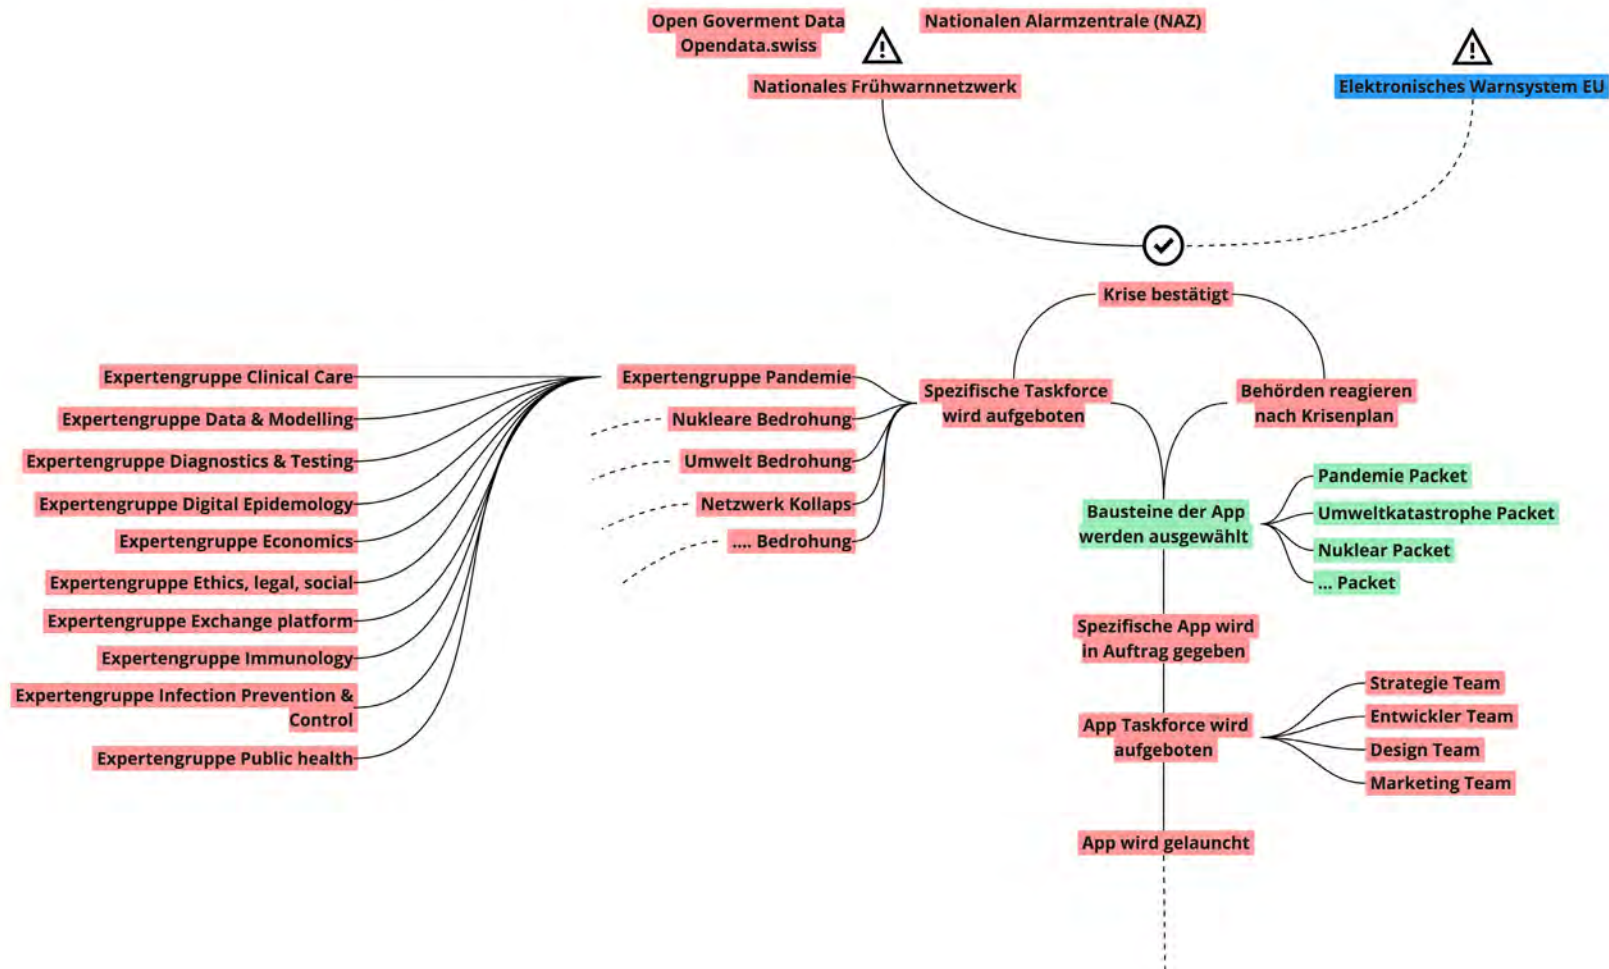 Open Goverment Data
Opendata.swiss
Nationalen Alarmzentrale (NAZ)
Nationales Frühwarnnetzwerk
Elektronisches Warnsystem EU
Krise bestätigt
Expertengruppe Clinical Care
Expertengruppe Data & Modelling
Expertengruppe Diagnostics & Testing
Expertengruppe Digital Epidemology
Expertengruppe Economics
Expertengruppe Ethics, legal, social
Expertengruppe Exchange platform
Expertengruppe Immunology
Expertengruppe Infection Prevention &
Control
Expertengruppe Public health
Expertengruppe Pandemie
Nukleare Bedrohung
Umwelt Bedrohung
Netzwerk Kollaps
.... Bedrohung
Spezifische Taskforce
wird aufgeboten
Behörden reagieren
nach Krisenplan
Bausteine der App
werden ausgewählt
Pandemie Packet
Umweltkatastrophe Packet
Nuklear Packet
... Packet
Spezifische App wird
in Auftrag gegeben
App Taskforce wird
aufgeboten
Strategie Team
Entwickler Team
Design Team
Marketing Team
App wird gelauncht